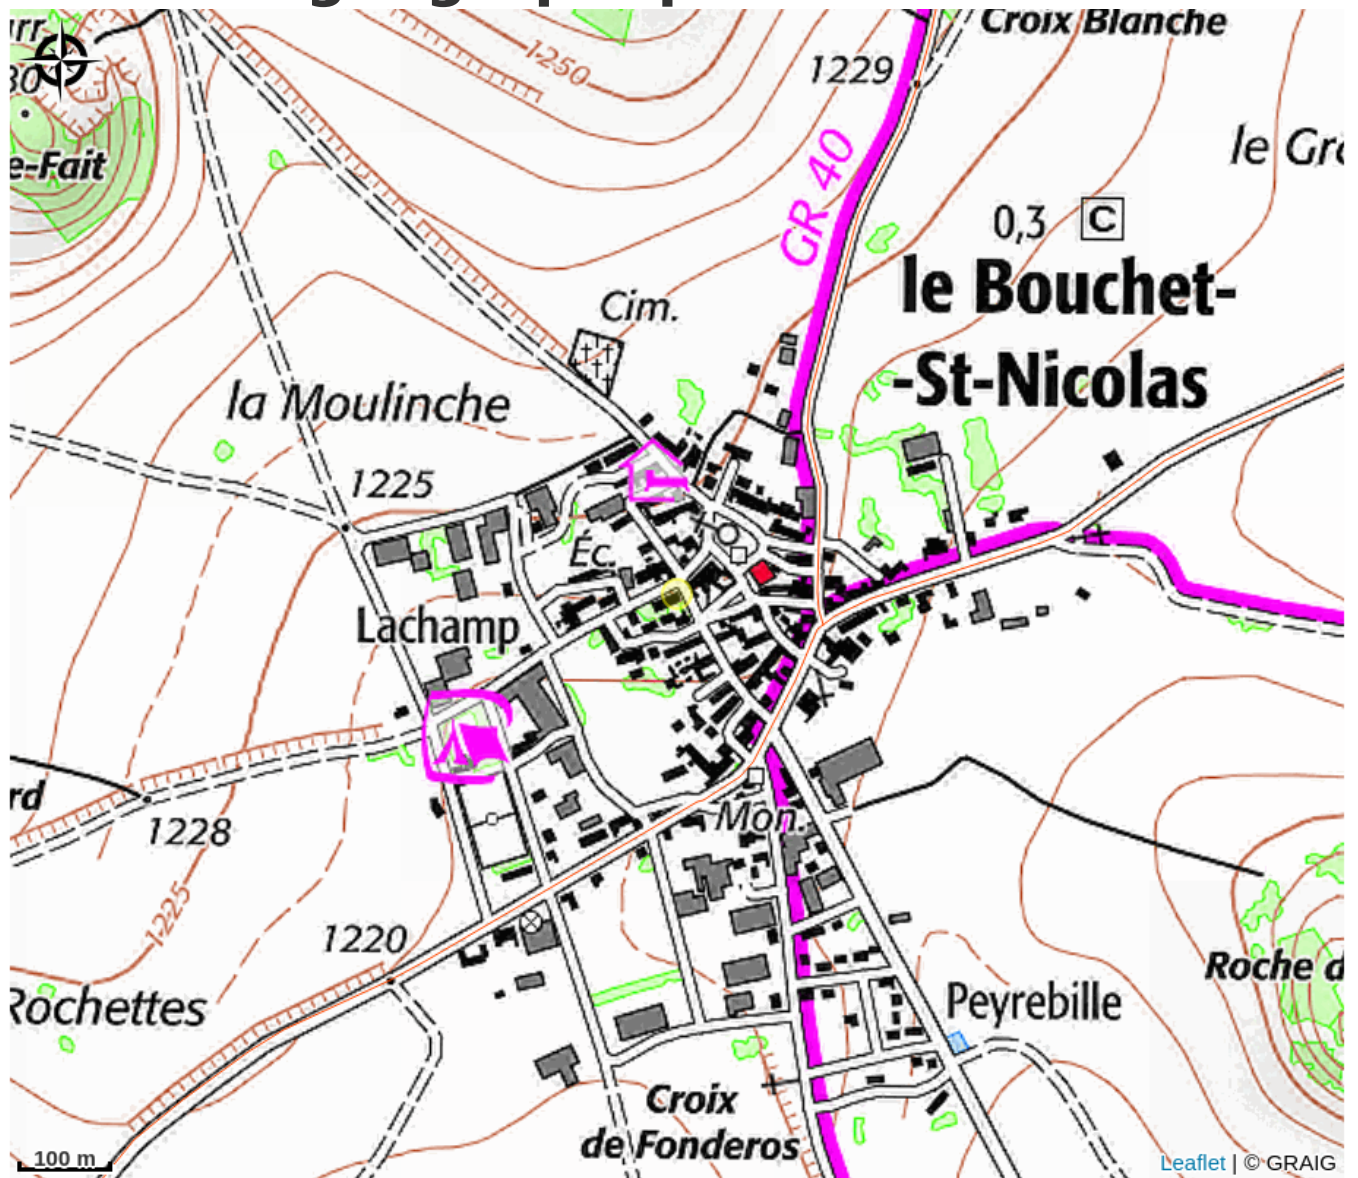 Croix Blanche
1250
1229
le Gr
e-Fait
GR 40
0,3 C
le Bouchet-
-St-Nicolas
Cim.
la Moulinche
1225
Éc.
Lachamp
rd
1228
Mon.
1225
1220
Rochettes
Roche d
Peyrebille
Croix
de Fonderos
100 m
Leaflet | © GRAIG